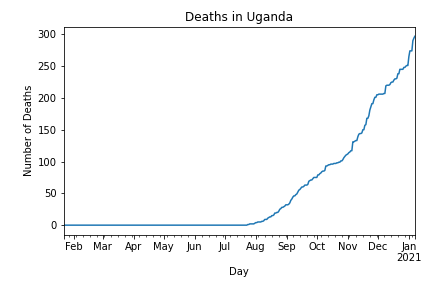 Deaths in Uganda
300
250
200
150
100
50
0
Number of Deaths
Feb Mar Apr May Jun Jul Aug Sep Oct Nov Dec Jan
2021
Day